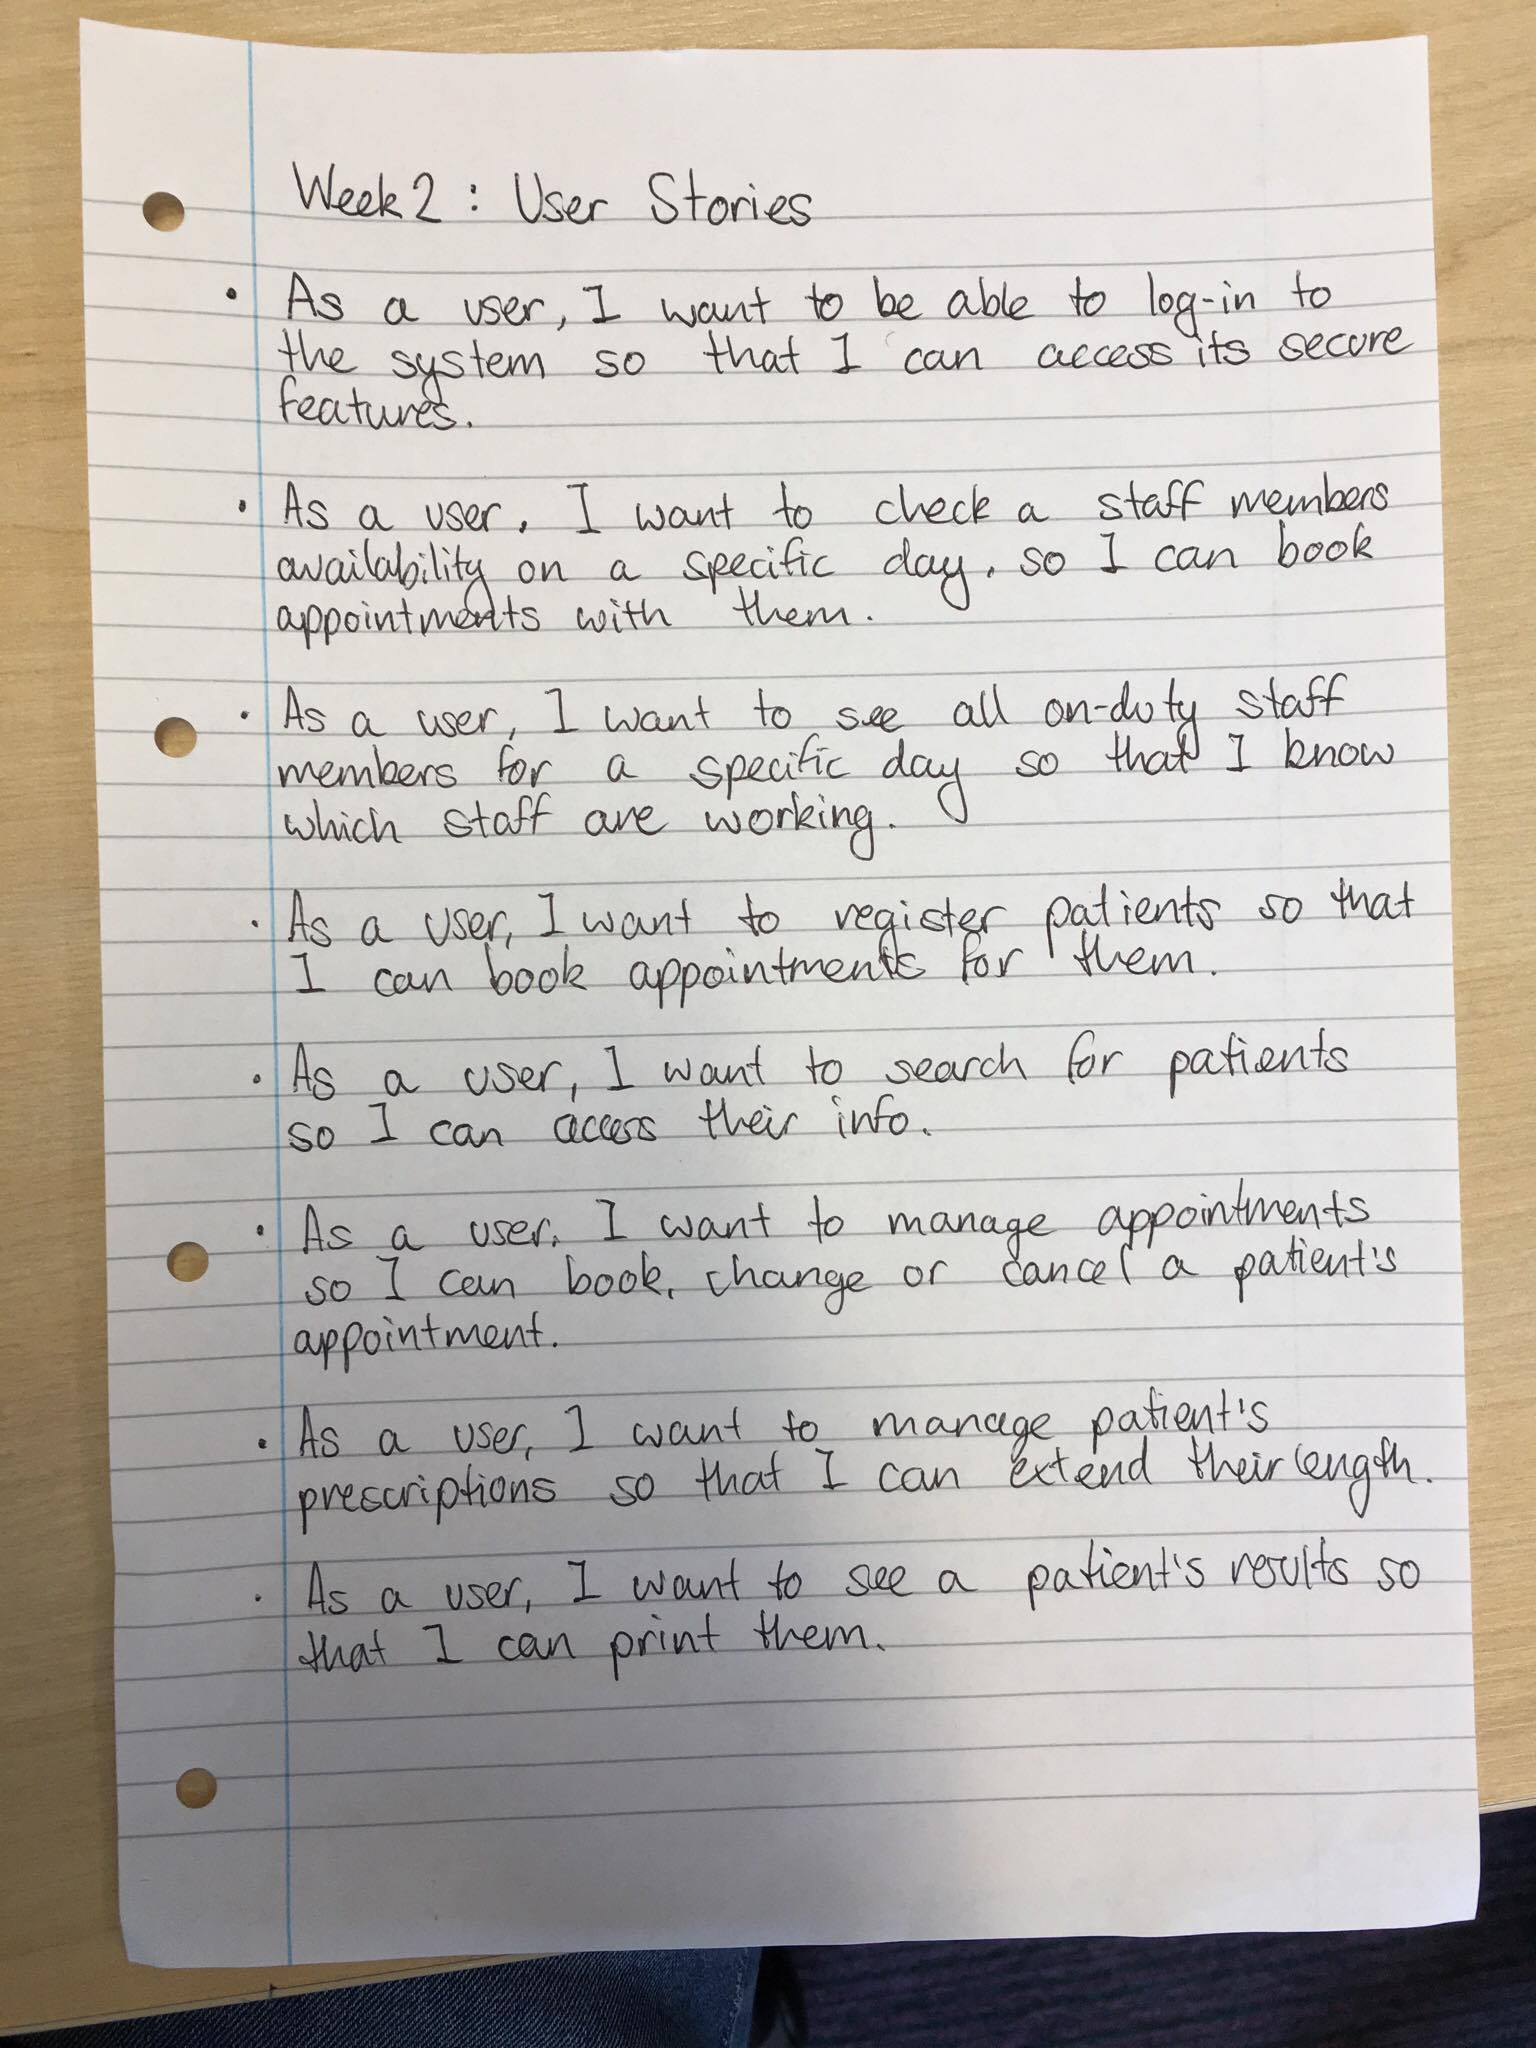 Week 2 : User Stories
• As a user, I want to be able to log-in to
the system so that I can access its secure
features.
• As a user, I want to check a staff members
availability on a specific day, so I can book
appointments with them.
• As a user, I want to see all on-duty staff
members for a specific day so that I know
which staff are working.
• As a user, I want to register patients so that
I can book appointments for them.
• As a user, I want to search for patients
so I can access their info.
• As a user, I want to manage appointments
so I can book, change or cancel a patient's
appointment.
• As a user, I want to manage patient's
prescriptions so that I can extend their length.
• As a user, I want to see a patient's results so
that I can print them.